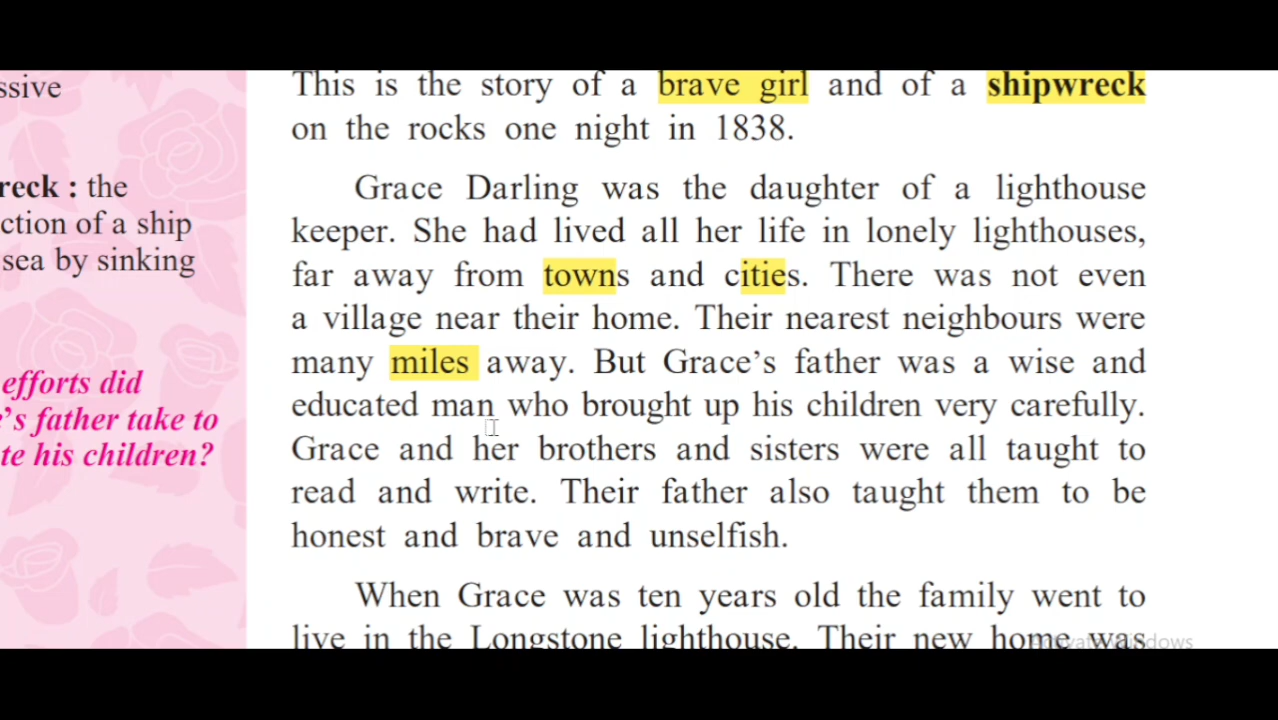 ssive
reck : the
ction of a ship
sea by sinking
efforts did
's father take to
te his children?
This is the story of a brave girl and of a shipwreck
on the rocks one night in 1838.
Grace Darling was the daughter of a lighthouse
keeper. She had lived all her life in lonely lighthouses,
far away from towns and cities. There was not even
a village near their home. Their nearest neighbours were
many miles away. But Grace's father was a wise and
educated man who brought up his children very carefully.
Grace and her brothers and sisters were all taught to
read and write. Their father also taught them to be
honest and brave and unselfish.
When Grace was ten years old the family went to
live in the Longstone lighthouse. Their new home was
Activate Windows